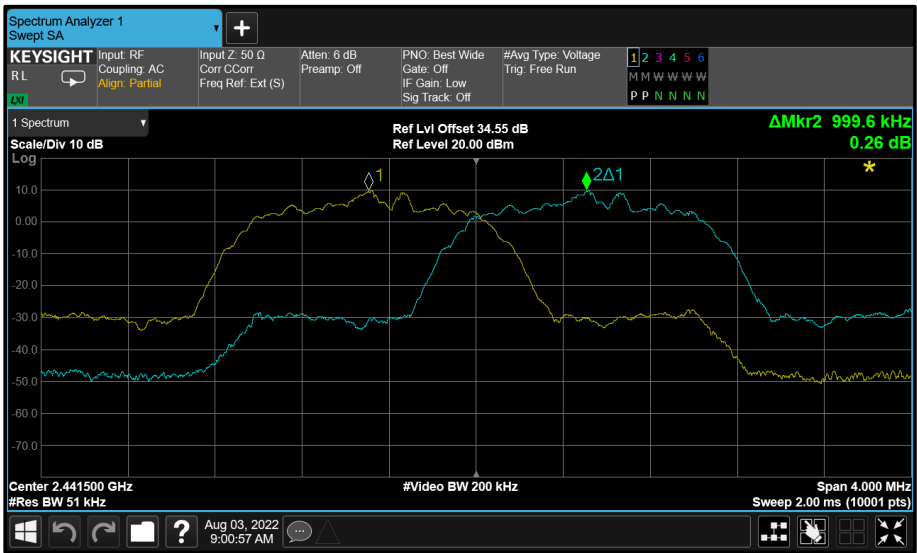 Spectrum Analyzer 1
Swept SA
+
KEYSIGHT
RL
LXI
Input: RF
Coupling: AC
Align: Partial
Input Z: 50 Ω
Corr CCorr
Freq Ref: Ext (S)
Atten: 6 dB
Preamp: Off
PNO: Best Wide
Gate: Off
IF Gain: Low
Sig Track: Off
#Avg Type: Voltage
Trig: Free Run
1 2 3 4 5 6
M M W W W W
P P N N N N
1 Spectrum
Scale/Div 10 dB
Ref Lvl Offset 34.55 dB
Ref Level 20.00 dBm
ΔMkr2 999.6 kHz
0.26 dB
Log
*
1
2Δ1
10.0
0.00
-10.0
-20.0
-30.0
-40.0
-50.0
-60.0
-70.0
Center 2.441500 GHz
#Video BW 200 kHz
Span 4.000 MHz
#Res BW 51 kHz
Sweep 2.00 ms (10001 pts)
?
Aug 03, 2022
9:00:57 AM